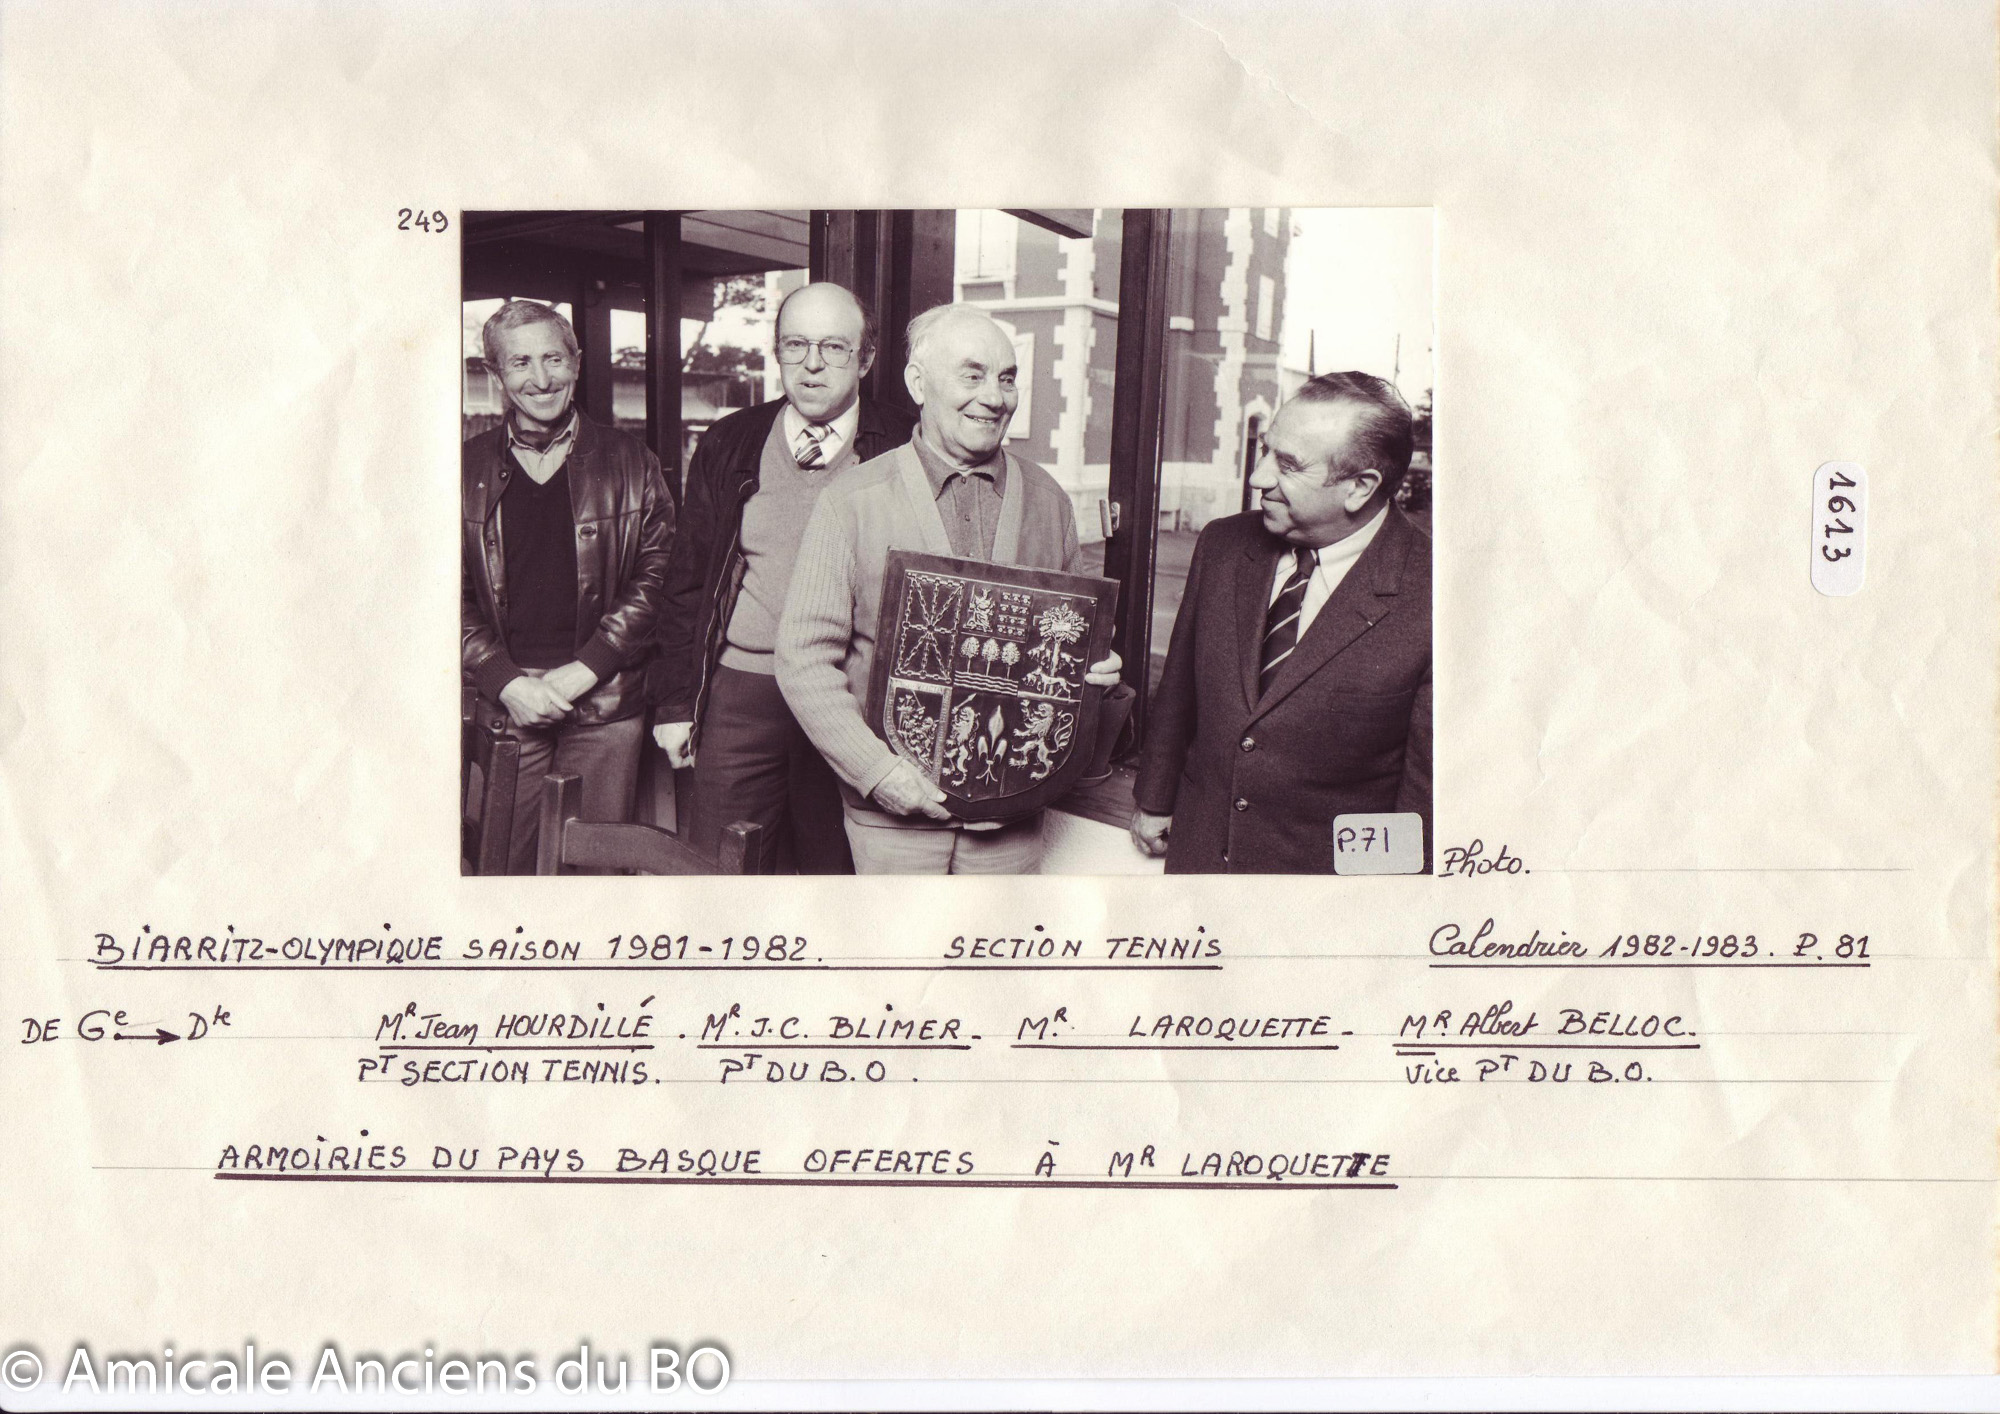 249
1613
P.71
Photo.
BIARRITZ-OLYMPIQUE SAISON 1981-1982. SECTION TENNIS Calendrier 1982-1983. P. 81
DE Gᵉ → Dᵗᵉ Mᴿ. Jean HOURDILLÉ. Mᴿ. J.C. BLIMER- Mᴿ. LAROQUETTE- Mᴿ. Albert BELLOC.
Pᵀ SECTION TENNIS. Pᵀ DU B.O. Vice Pᵀ DU B.O.
ARMOIRIES DU PAYS BASQUE OFFERTES À Mᴿ LAROQUETTE
© Amicale Anciens du BO